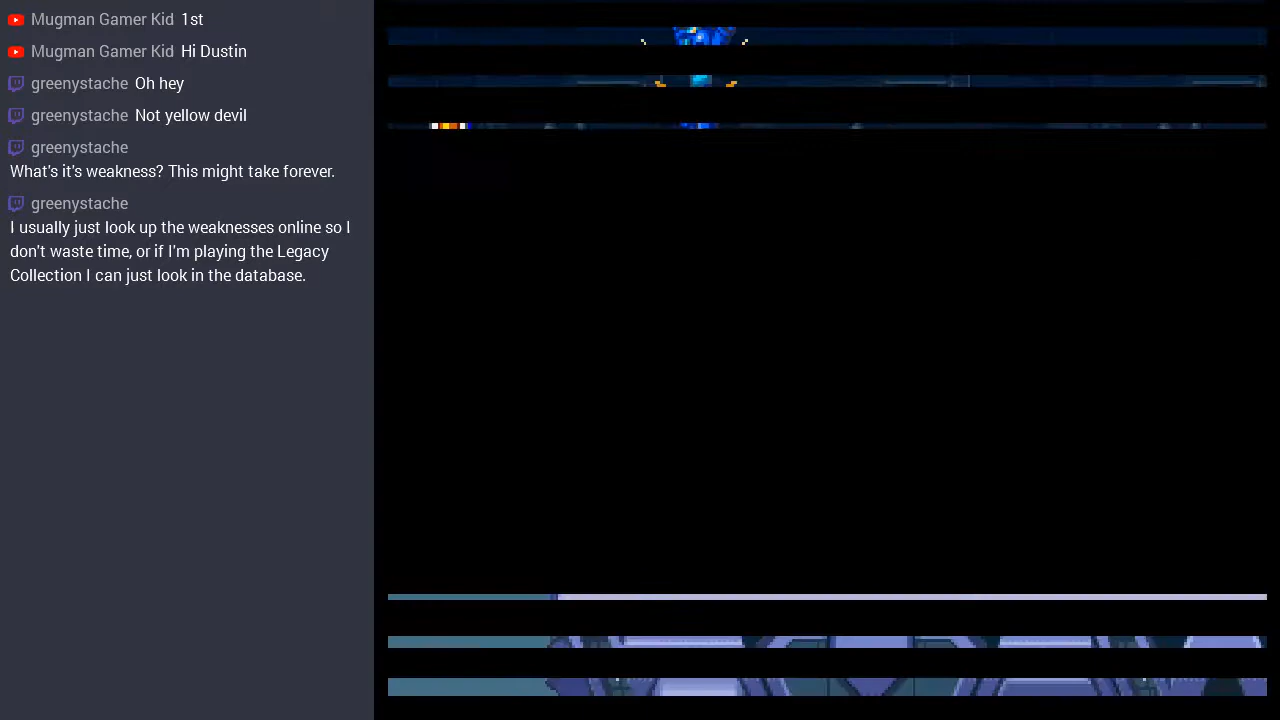 Mugman Gamer Kid 1st
Mugman Gamer Kid Hi Dustin
greenystache Oh hey
greenystache Not yellow devil
greenystache
What's it's weakness? This might take forever.
greenystache
I usually just look up the weaknesses online so I
don't waste time, or if I'm playing the Legacy
Collection I can just look in the database.